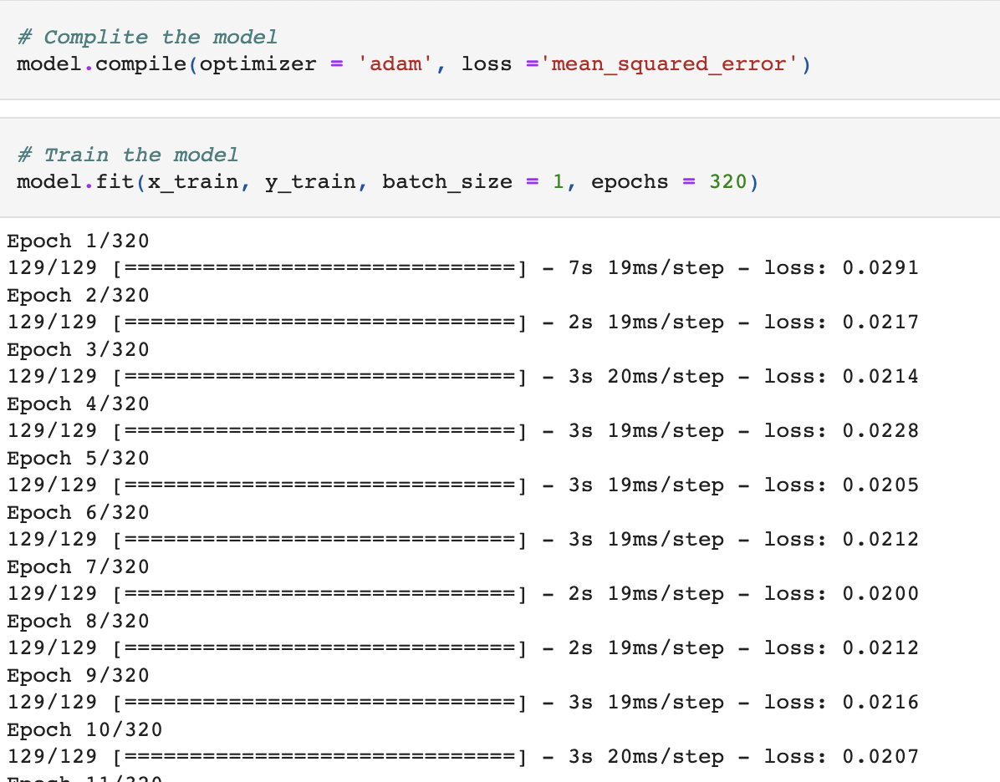 # Complite the model
model.compile(optimizer = 'adam', loss ='mean_squared_error')
# Train the model
model.fit(x_train, y_train, batch_size = 1, epochs = 320)
Epoch 1/320
129/129 [==============================] - 7s 19ms/step - loss: 0.0291
Epoch 2/320
129/129 [==============================] - 2s 19ms/step - loss: 0.0217
Epoch 3/320
129/129 [==============================] - 3s 20ms/step - loss: 0.0214
Epoch 4/320
129/129 [==============================] - 3s 19ms/step - loss: 0.0228
Epoch 5/320
129/129 [==============================] - 3s 19ms/step - loss: 0.0205
Epoch 6/320
129/129 [==============================] - 3s 19ms/step - loss: 0.0212
Epoch 7/320
129/129 [==============================] - 2s 19ms/step - loss: 0.0200
Epoch 8/320
129/129 [==============================] - 2s 19ms/step - loss: 0.0212
Epoch 9/320
129/129 [==============================] - 3s 19ms/step - loss: 0.0216
Epoch 10/320
129/129 [==============================] - 3s 20ms/step - loss: 0.0207
Epoch 11/320